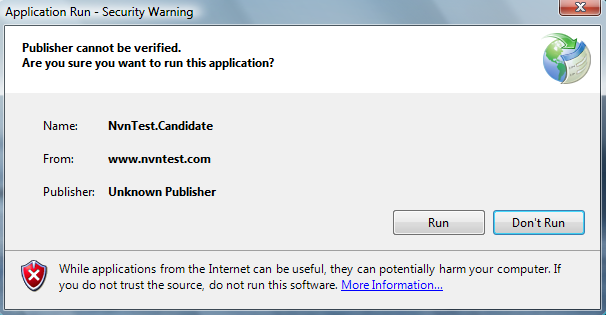 Application Run - Security Warning
Publisher cannot be verified.
Are you sure you want to run this application?
Name: NvnTest.Candidate
From: www.nvntest.com
Publisher: Unknown Publisher
Run Don't Run
While applications from the Internet can be useful, they can potentially harm your computer. If
you do not trust the source, do not run this software. More Information...